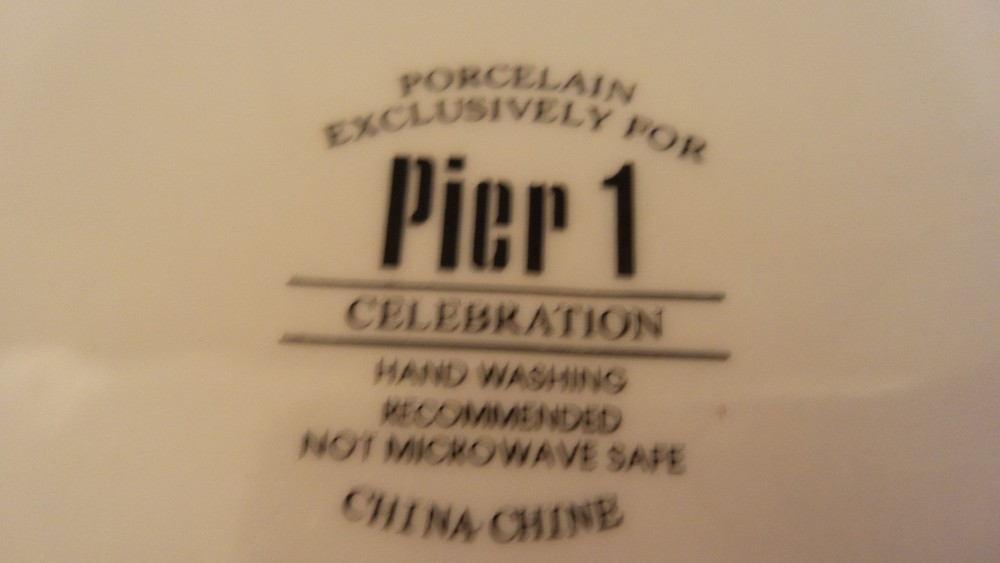 PORCELAIN
EXCLUSIVELY FOR
Pier 1
CELEBRATION
HAND WASHING
RECOMMENDED
NOT MICROWAVE SAFE
CHINA-CHINE